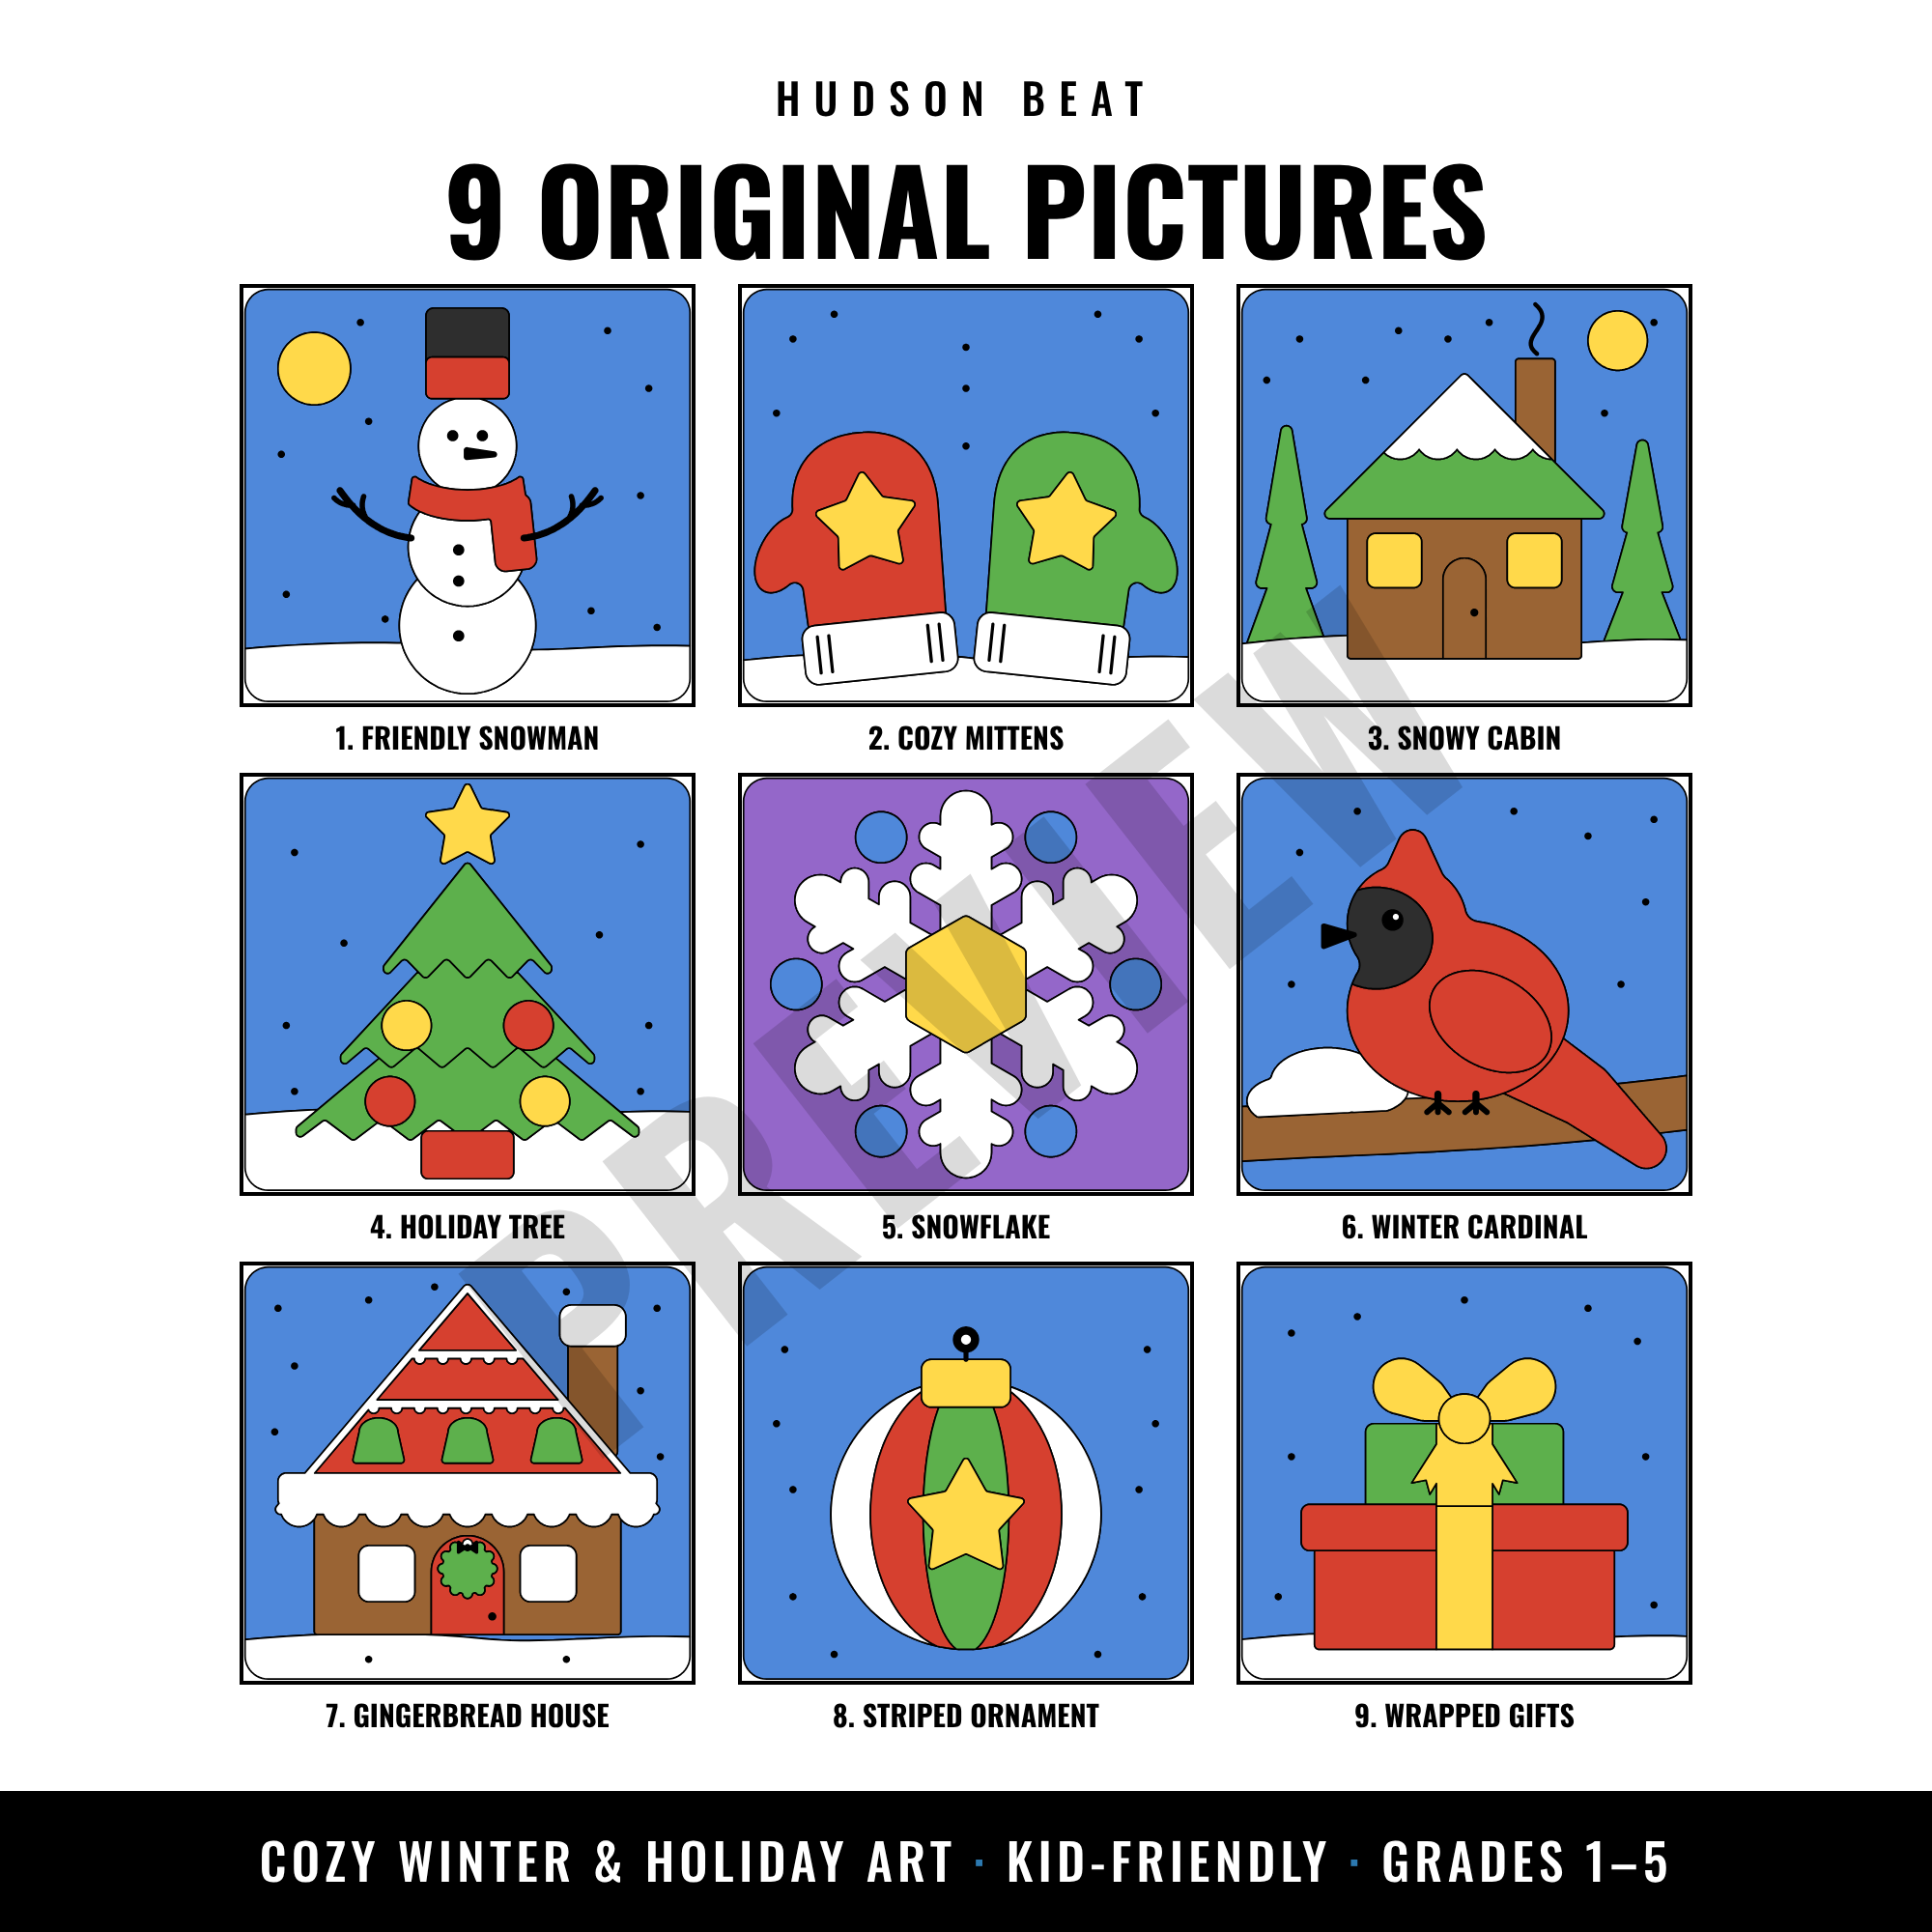 HUDSON BEAT
9 ORIGINAL PICTURES
1. FRIENDLY SNOWMAN
2. COZY MITTENS
3. SNOWY CABIN
4. HOLIDAY TREE
5. SNOWFLAKE
6. WINTER CARDINAL
7. GINGERBREAD HOUSE
8. STRIPED ORNAMENT
9. WRAPPED GIFTS
PREVIEW
COZY WINTER & HOLIDAY ART · KID-FRIENDLY · GRADES 1–5